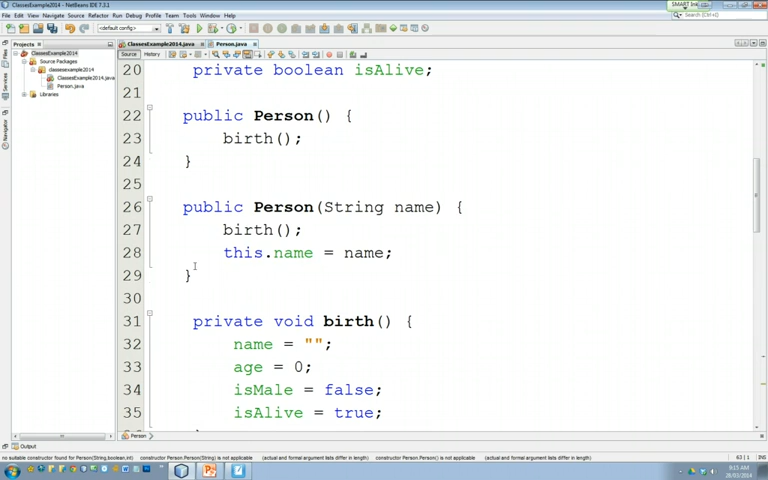 ClassesExample2014 - NetBeans IDE 7.3.1
SMART Ink
File Edit View Navigate Source Refactor Run Debug Profile Team Tools Window Help
Search (Ctrl+I)
<default config>
Projects
ClassesExample2014.java
Person.java
ClassesExample2014
Source Packages
classesexample2014
ClassesExample2014.java
Person.java
Libraries
Files
Services
Navigator
Source
History
20 private boolean isAlive;
21
22 public Person() {
23 birth();
24 }
25
26 public Person(String name) {
27 birth();
28 this.name = name;
29 }
30
31 private void birth() {
32 name = "";
33 age = 0;
34 isMale = false;
35 isAlive = true;
Person
Output
no suitable constructor found for Person(String,boolean,int) constructor Person.Person(String) is not applicable (actual and formal argument lists differ in length) constructor Person.Person() is not applicable (actual and formal argument lists differ in length)
63 | 1 INS
9:15 AM
28/03/2014